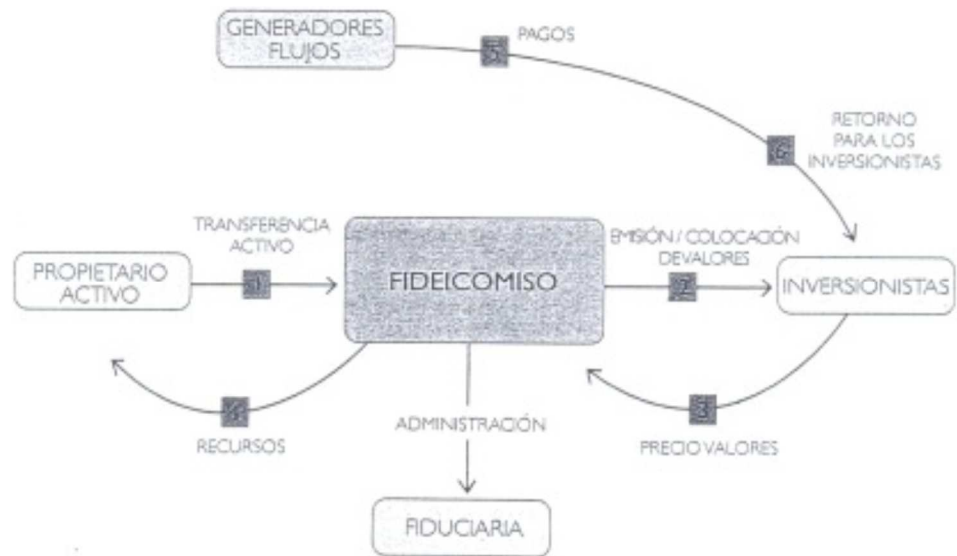 GENERADORES
FLUJOS
5
PAGOS
6
RETORNO
PARA LOS
INVERSIONISTAS
TRANSFERENCIA
ACTIVO
PROPIETARIO
ACTIVO
1
FIDEICOMISO
EMISIÓN / COLOCACIÓN
DEVALORES
2
INVERSIONISTAS
4
RECURSOS
ADMINISTRACIÓN
3
PRECIO VALORES
FIDUCIARIA